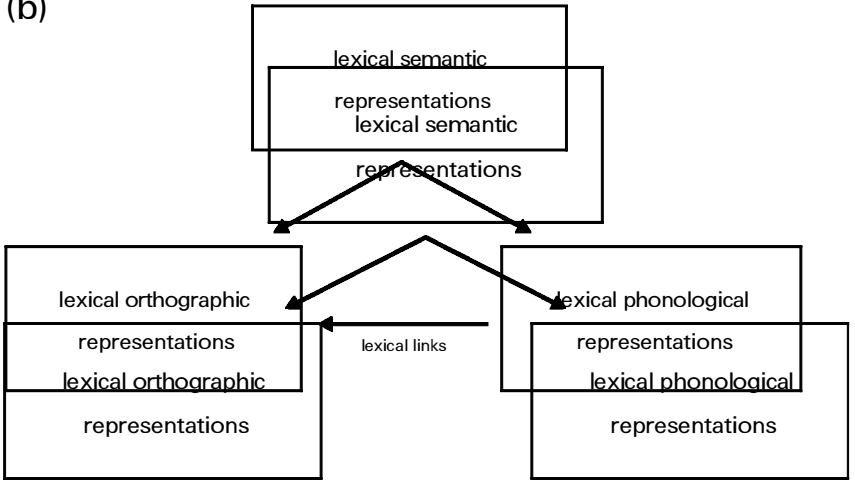 (b)
lexical semantic
representations
lexical semantic
representations
lexical orthographic
representations
lexical orthographic
representations
lexical links
lexical phonological
representations
lexical phonological
representations